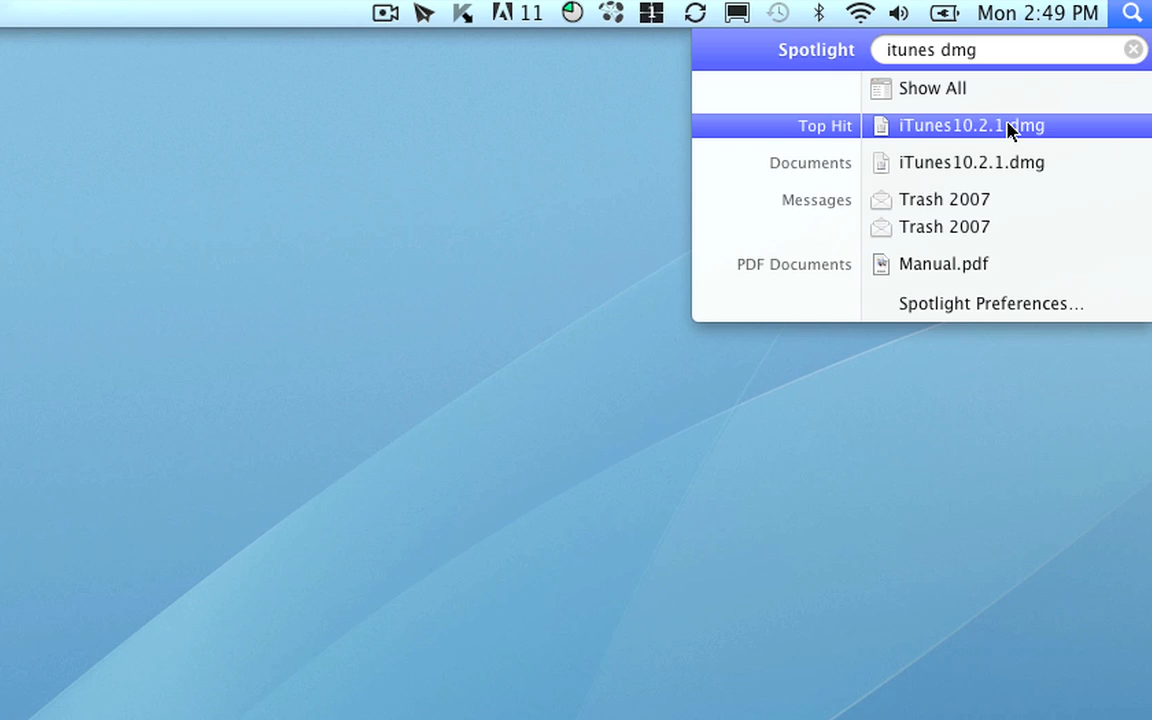 11 Mon 2:49 PM
Spotlight itunes dmg
Show All
Top Hit iTunes10.2.1.dmg
Documents iTunes10.2.1.dmg
Messages Trash 2007
Trash 2007
PDF Documents Manual.pdf
Spotlight Preferences...